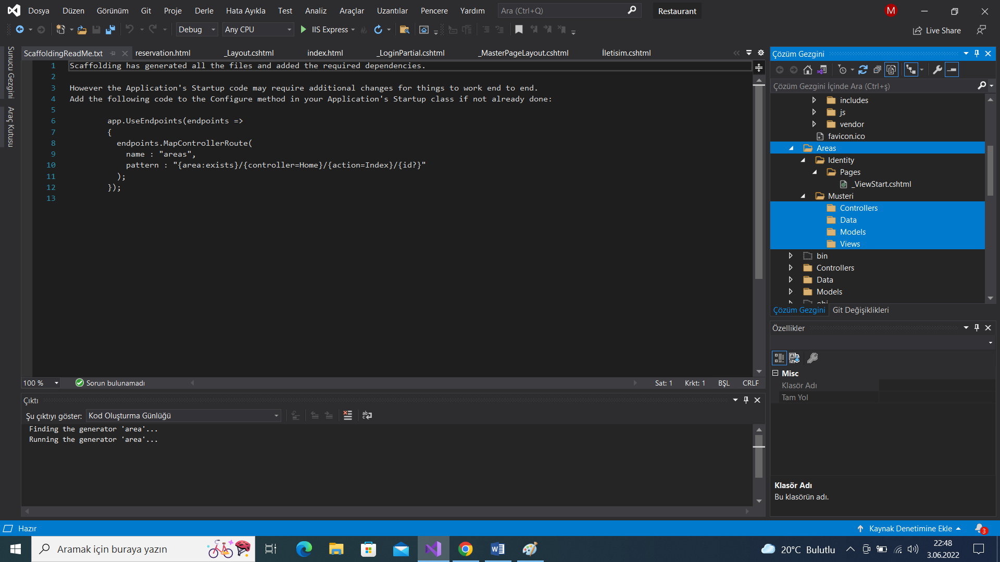 Dosya Düzen Görünüm Git Proje Derle Hata Ayıkla Test Analiz Araçlar Uzantılar Pencere Yardım Ara (Ctrl+Q) Restaurant M
Debug Any CPU IIS Express Live Share
Sunucu Gezgini
Araç Kutusu
ScaffoldingReadMe.txt reservation.html _Layout.cshtml index.html _LoginPartial.cshtml _MasterPageLayout.cshtml İletisim.cshtml
1 Scaffolding has generated all the files and added the required dependencies.
2
3 However the Application's Startup code may require additional changes for things to work end to end.
4 Add the following code to the Configure method in your Application's Startup class if not already done:
5
6 app.UseEndpoints(endpoints =>
7 {
8 endpoints.MapControllerRoute(
9 name : "areas",
10 pattern : "{area:exists}/{controller=Home}/{action=Index}/{id?}"
11 );
12 });
13
100 % Sorun bulunamadı Sat: 1 Krkt: 1 BŞL CRLF
Çıktı
Şu çıktıyı göster: Kod Oluşturma Günlüğü
Finding the generator 'area'...
Running the generator 'area'...
Çözüm Gezgini
Çözüm Gezgini İçinde Ara (Ctrl+ş)
includes
js
vendor
favicon.ico
Areas
Identity
Pages
_ViewStart.cshtml
Musteri
Controllers
Data
Models
Views
bin
Controllers
Data
Models
obj
Çözüm Gezgini Git Değişiklikleri
Özellikler
Misc
Klasör Adı
Tam Yol
Klasör Adı
Bu klasörün adı.
Hazır Kaynak Denetimine Ekle 3
Aramak için buraya yazın 20°C Bulutlu 22:48
3.06.2022